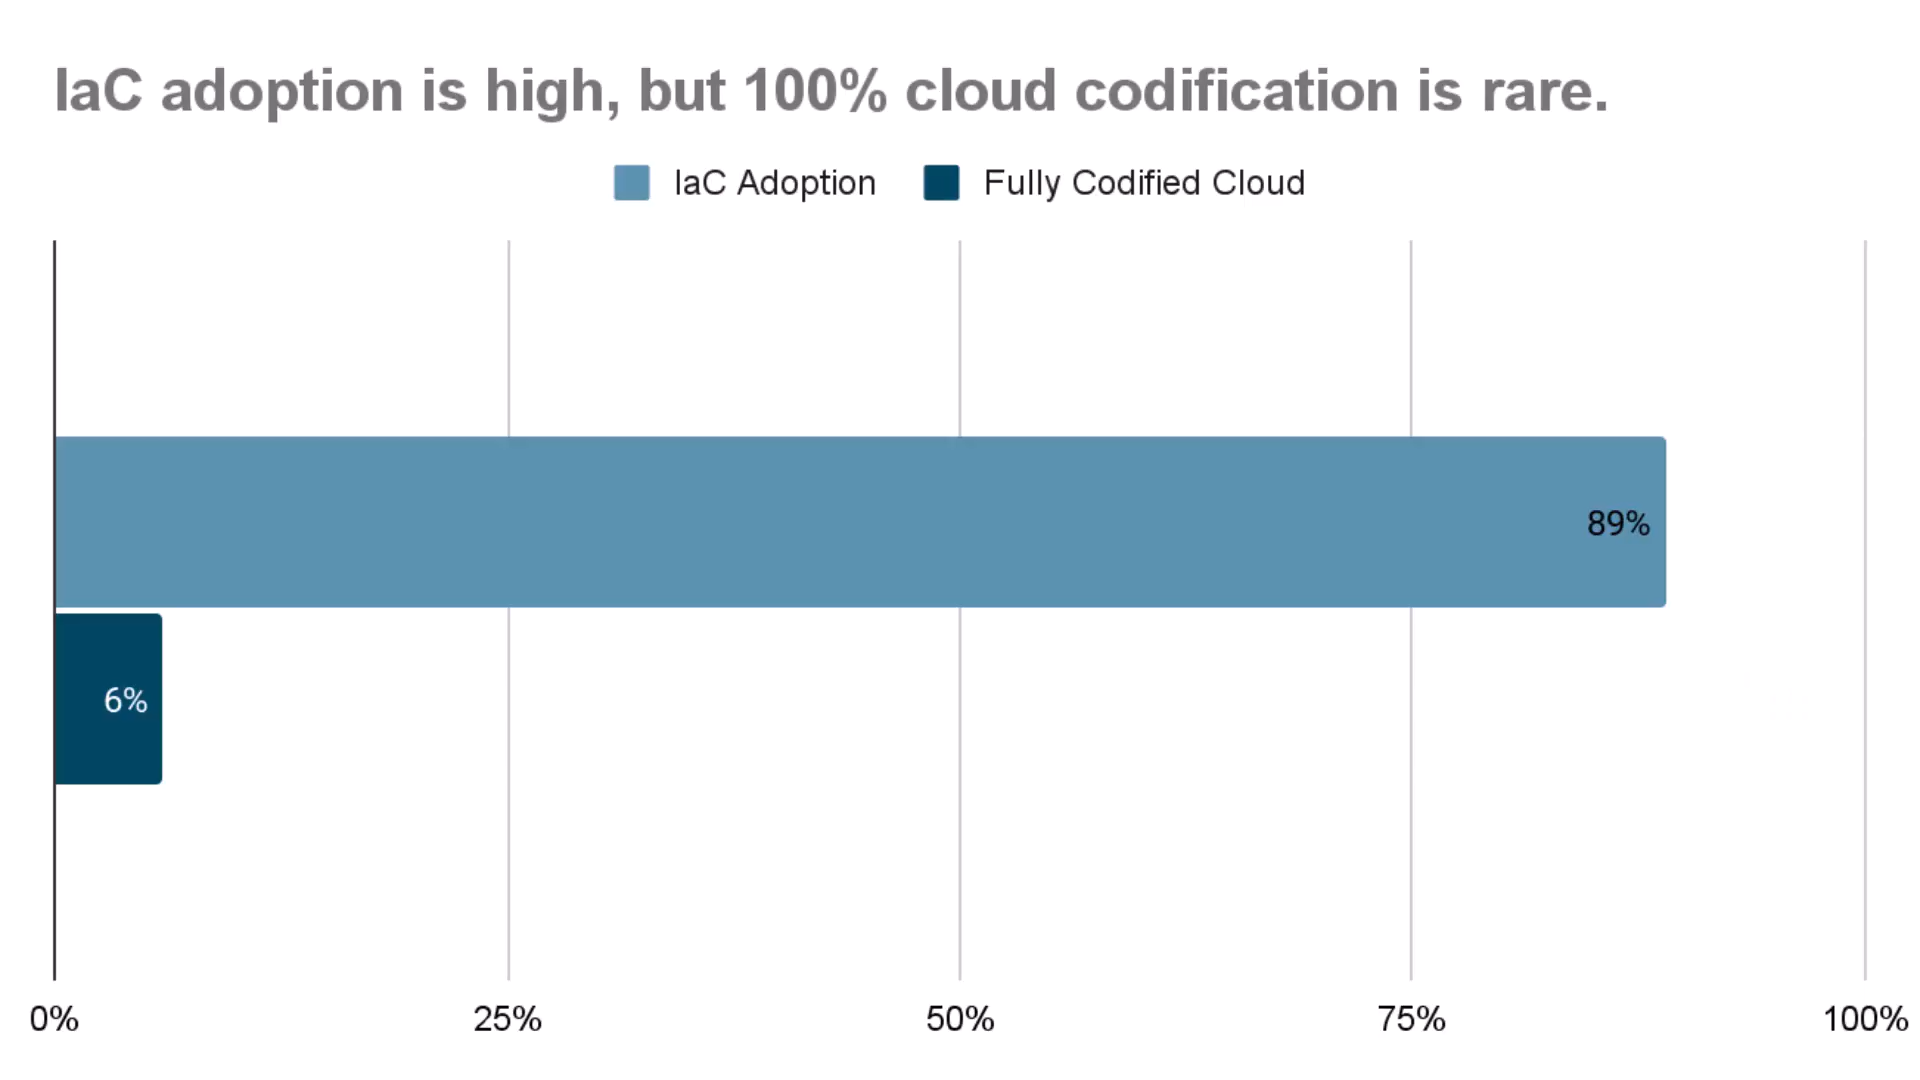 IaC adoption is high, but 100% cloud codification is rare.
IaC Adoption Fully Codified Cloud
89%
6%
0% 25% 50% 75% 100%